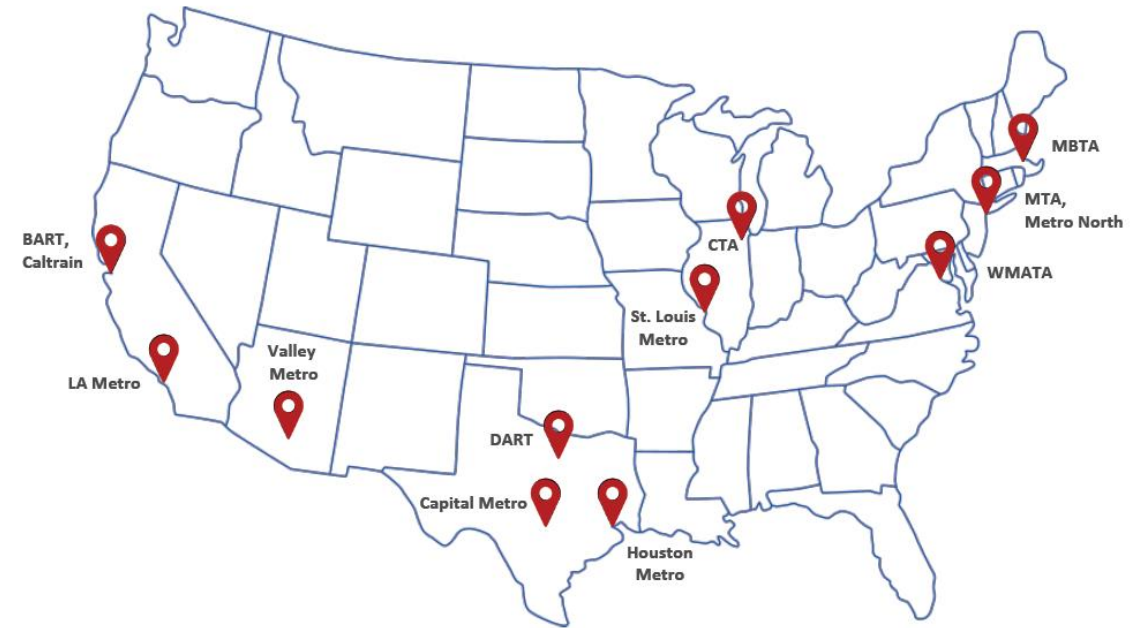 MBTA
MTA,
Metro North
BART,
Caltrain
CTA
WMATA
St. Louis
Metro
Valley
Metro
LA Metro
DART
Capital Metro
Houston
Metro